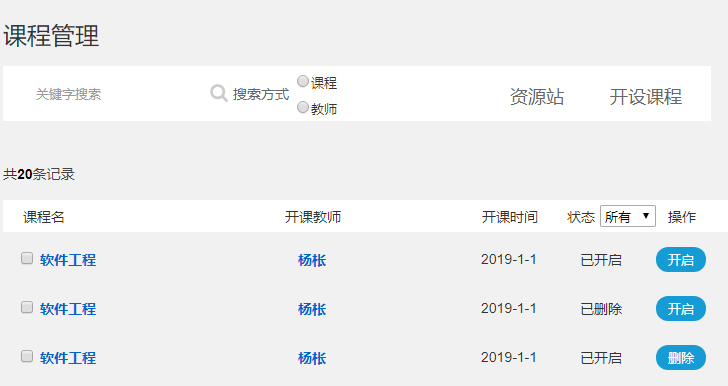 课程管理
关键字搜索 搜索方式 课程 资源站 开设课程
教师
共20条记录
课程名 开课教师 开课时间 状态 所有 操作
软件工程 杨枨 2019-1-1 已开启 开启
软件工程 杨枨 2019-1-1 已删除 开启
软件工程 杨枨 2019-1-1 已开启 删除